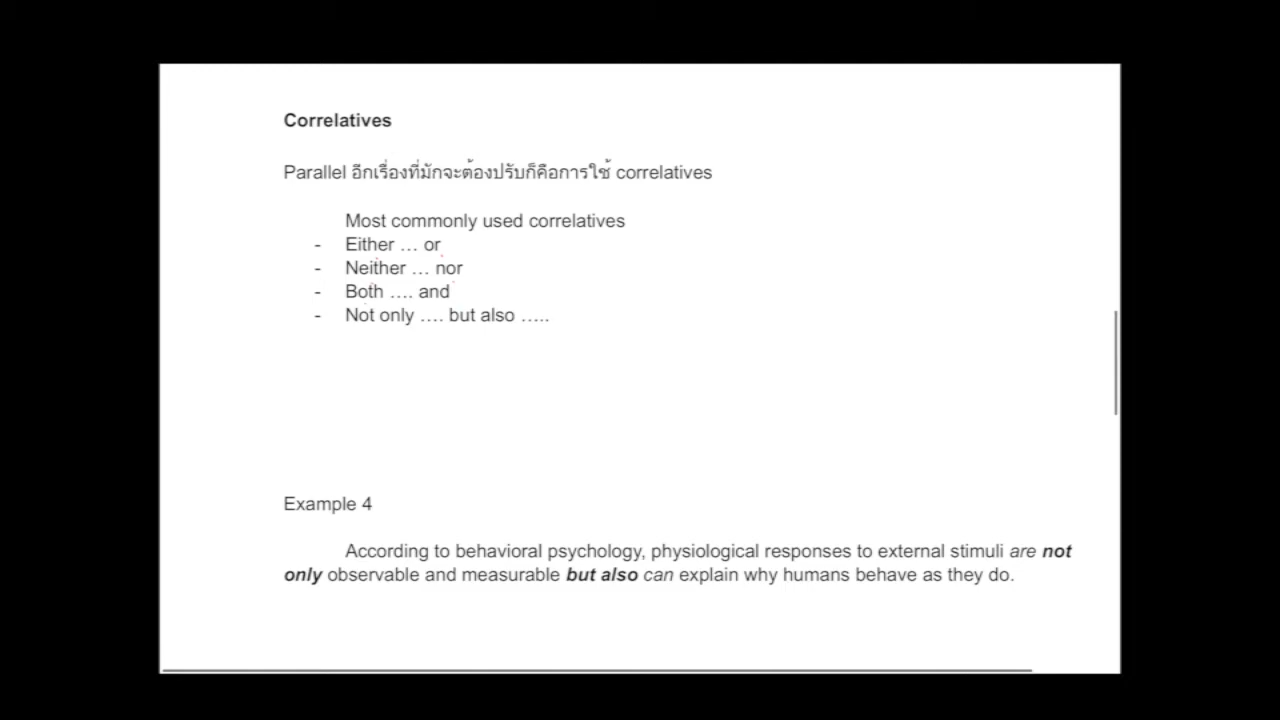 Correlatives
Parallel อีกเรื่องที่มักจะต้องปรับก็คือการใช้ correlatives
Most commonly used correlatives
- Either … or
- Neither … nor
- Both …. and
- Not only …. but also …..
Example 4
According to behavioral psychology, physiological responses to external stimuli are not
only observable and measurable but also can explain why humans behave as they do.